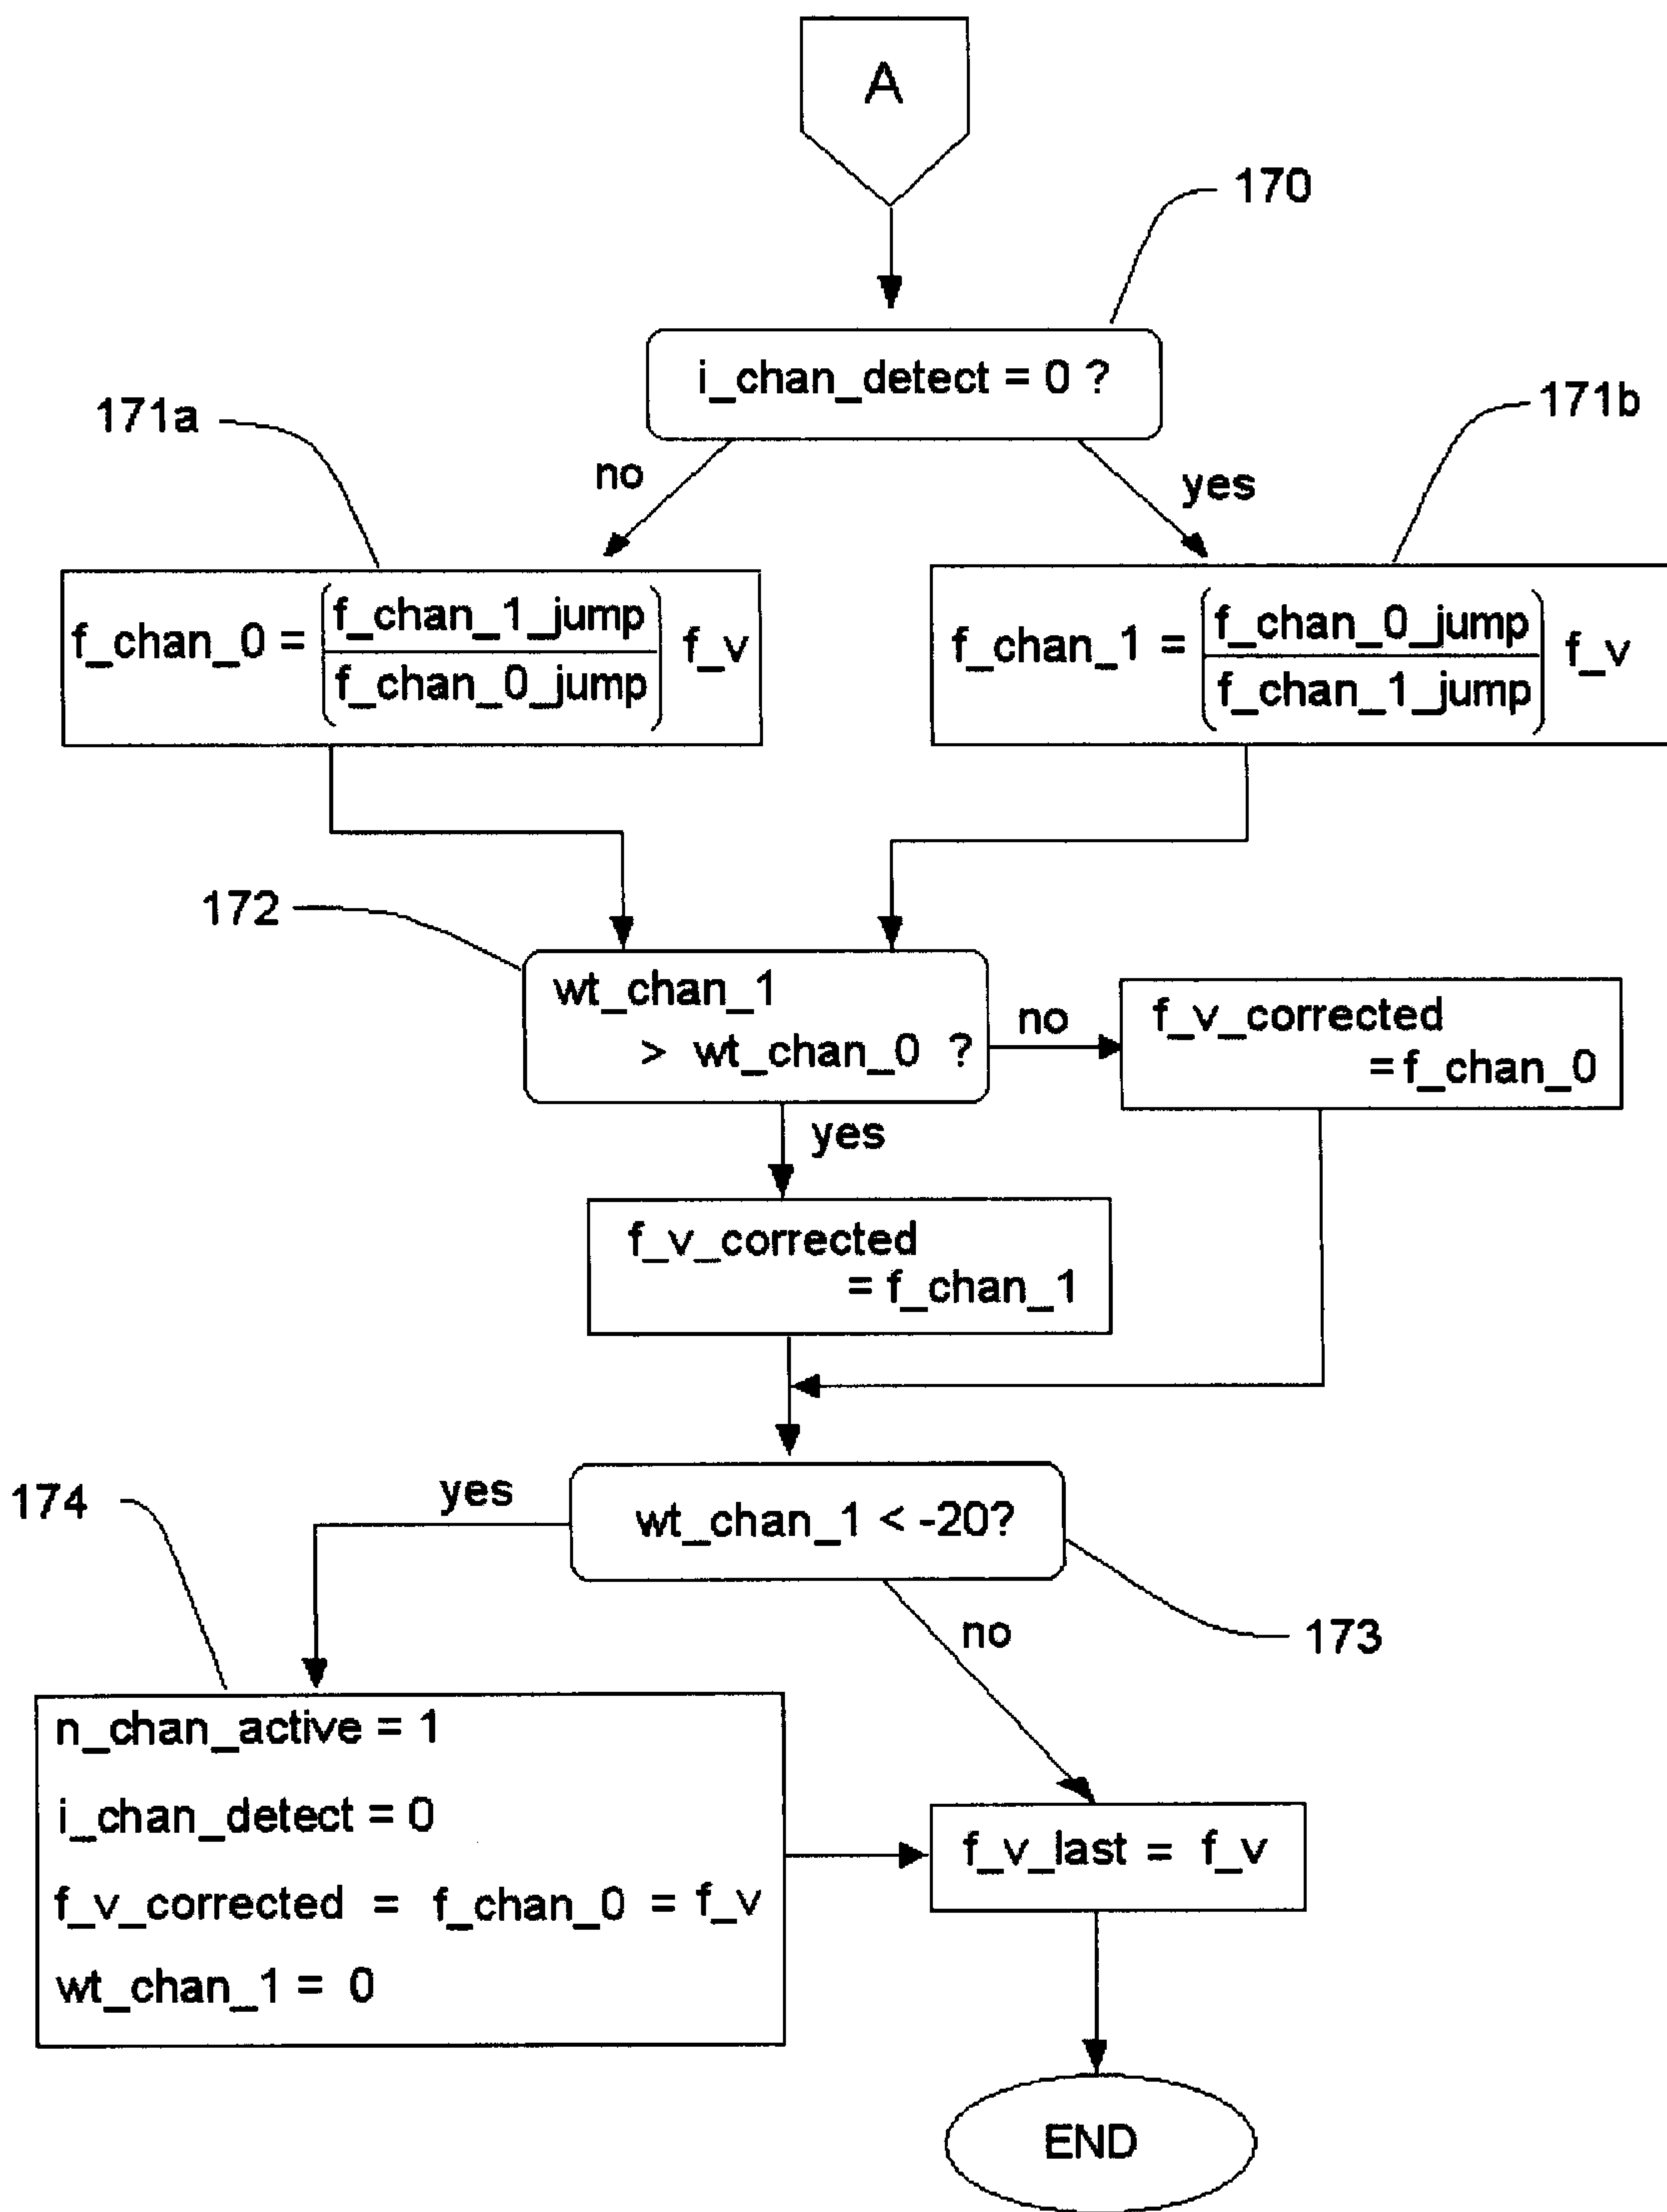 A
170
i_chan_detect = 0 ?
171a
171b
no
yes
f_chan_0 = (f_chan_1_jump / f_chan_0_jump) f_v
f_chan_1 = (f_chan_0_jump / f_chan_1_jump) f_v
172
wt_chan_1
> wt_chan_0 ?
no
f_v_corrected
= f_chan_0
yes
f_v_corrected
= f_chan_1
174
yes
wt_chan_1 < -20?
no
173
n_chan_active = 1
i_chan_detect = 0
f_v_corrected = f_chan_0 = f_v
wt_chan_1 = 0
f_v_last = f_v
END